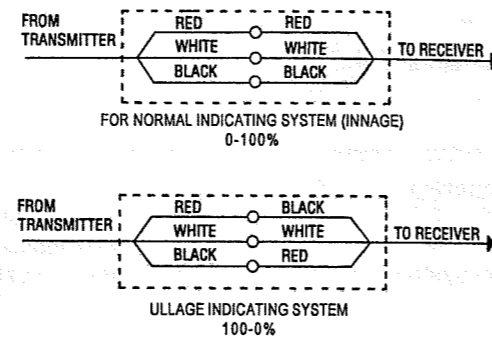 RED RED
FROM
TRANSMITTER
WHITE WHITE
TO RECEIVER
BLACK BLACK
FOR NORMAL INDICATING SYSTEM (INNAGE)
0-100%
FROM
TRANSMITTER
RED BLACK
WHITE WHITE
TO RECEIVER
BLACK RED
ULLAGE INDICATING SYSTEM
100-0%